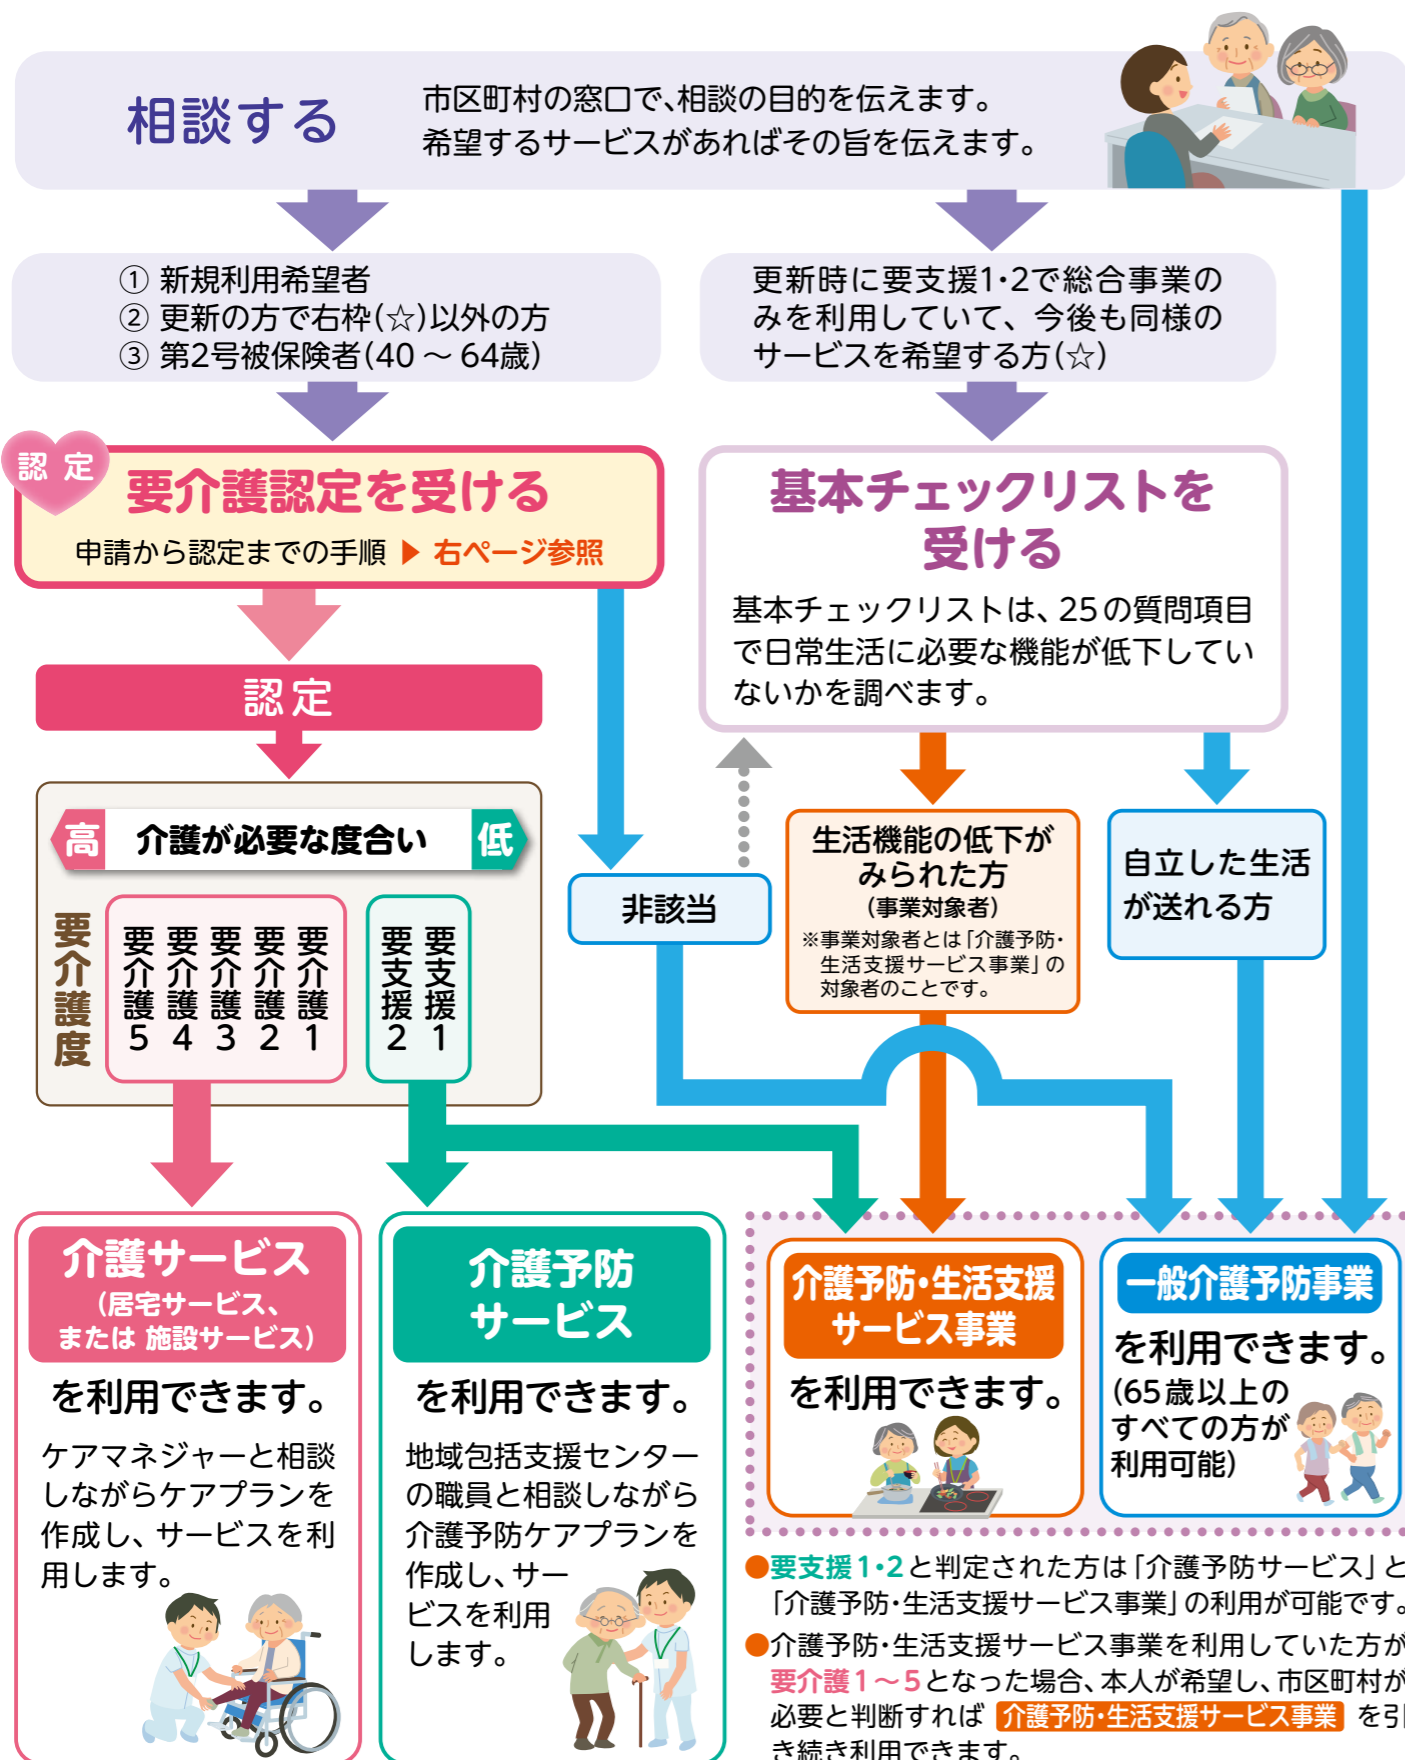 相談する
市区町村の窓口で、相談の目的を伝えます。
希望するサービスがあればその旨を伝えます。
① 新規利用希望者
② 更新の方で右枠(☆)以外の方
③ 第2号被保険者(40 ～ 64歳)
更新時に要支援1・2で総合事業の
みを利用していて、今後も同様の
サービスを希望する方(☆)
認 定
要介護認定を受ける
申請から認定までの手順 ▶ 右ページ参照
基本チェックリストを
受ける
基本チェックリストは、25の質問項目
で日常生活に必要な機能が低下してい
ないかを調べます。
認定
高 介護が必要な度合い 低
要介護度
要介護5
要介護4
要介護3
要介護2
要介護1
要支援2
要支援1
非該当
生活機能の低下が
みられた方
(事業対象者)
※事業対象者とは「介護予防・
生活支援サービス事業」の
対象者のことです。
自立した生活
が送れる方
介護サービス
(居宅サービス、
または 施設サービス)
を利用できます。
ケアマネジャーと相談
しながらケアプランを
作成し、サービスを利
用します。
介護予防
サービス
を利用できます。
地域包括支援センター
の職員と相談しながら
介護予防ケアプランを
作成し、サー
ビスを利用
します。
介護予防・生活支援
サービス事業
を利用できます。
一般介護予防事業
を利用できます。
(65歳以上の
すべての方が
利用可能)
●要支援1・2と判定された方は「介護予防サービス」と
「介護予防・生活支援サービス事業」の利用が可能です。
●介護予防・生活支援サービス事業を利用していた方が
要介護1～5となった場合、本人が希望し、市区町村が
必要と判断すれば 介護予防・生活支援サービス事業 を引
き続き利用できます。